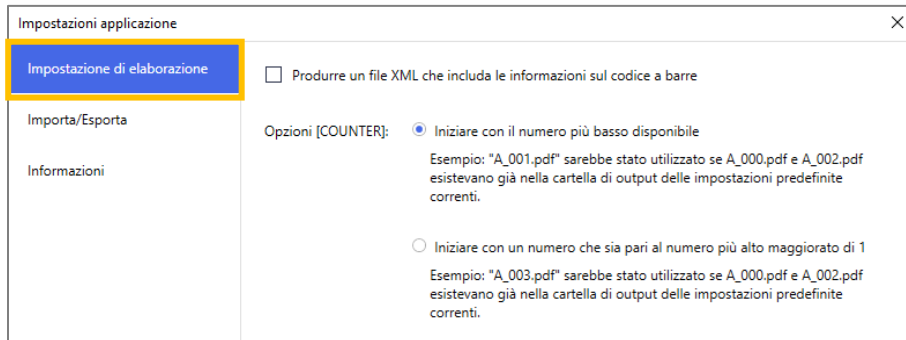 Impostazioni applicazione
Impostazione di elaborazione
Importa/Esporta
Informazioni
Produrre un file XML che includa le informazioni sul codice a barre
Opzioni [COUNTER]:
Iniziare con il numero più basso disponibile
Esempio: "A_001.pdf" sarebbe stato utilizzato se A_000.pdf e A_002.pdf
esistevano già nella cartella di output delle impostazioni predefinite
correnti.
Iniziare con un numero che sia pari al numero più alto maggiorato di 1
Esempio: "A_003.pdf" sarebbe stato utilizzato se A_000.pdf e A_002.pdf
esistevano già nella cartella di output delle impostazioni predefinite
correnti.